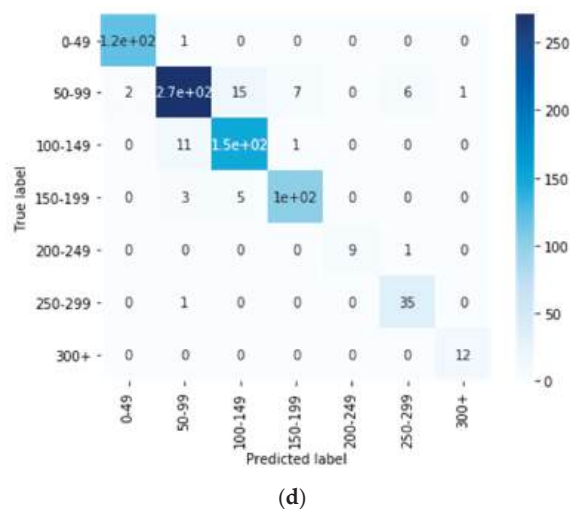 0-49 1.2e+02 1 0 0 0 0 0
50-99 2 2.7e+02 15 7 0 6 1
100-149 0 11 1.5e+02 1 0 0 0
150-199 0 3 5 1e+02 0 0 0
200-249 0 0 0 0 9 1 0
250-299 0 1 0 0 0 35 0
300+ 0 0 0 0 0 0 12
True label
0-49 50-99 100-149 150-199 200-249 250-299 300+
Predicted label
250
200
150
100
50
0
(d)